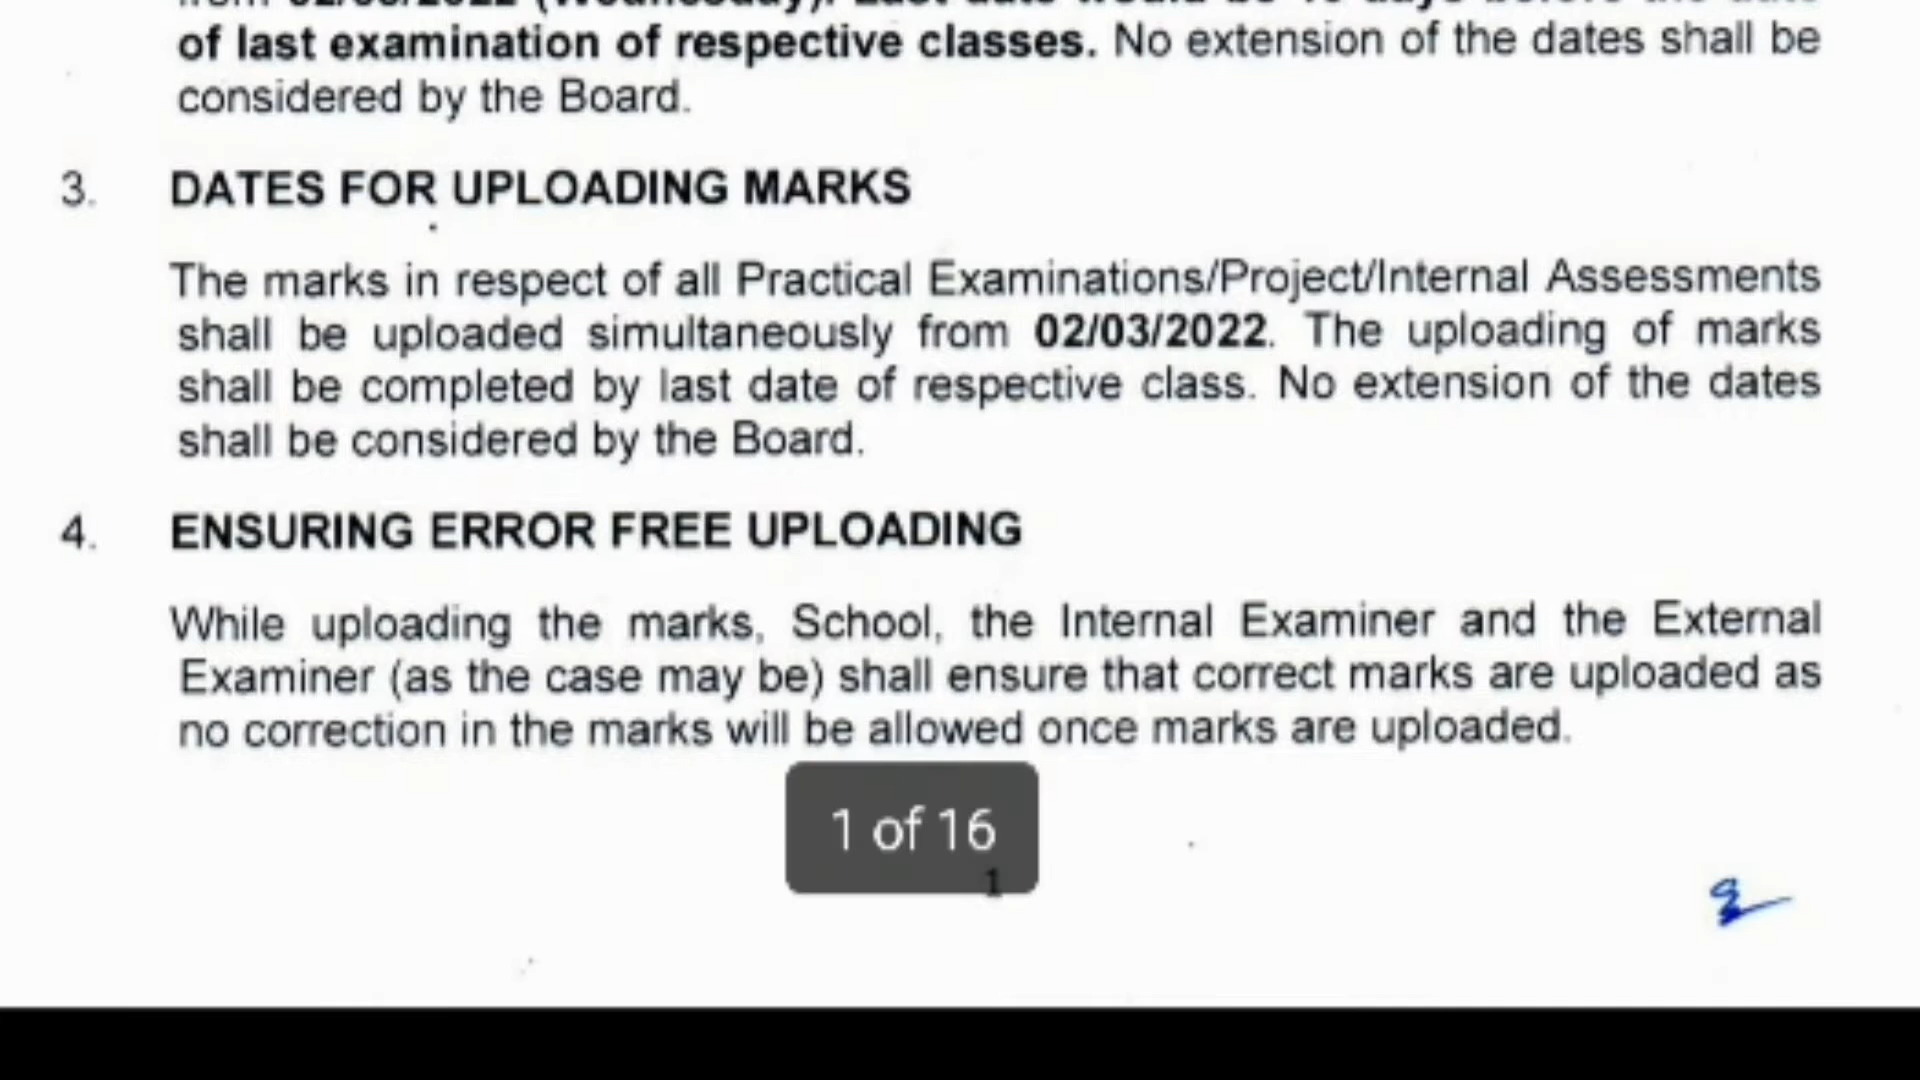 of last examination of respective classes. No extension of the dates shall be
considered by the Board.
3. DATES FOR UPLOADING MARKS
The marks in respect of all Practical Examinations/Project/Internal Assessments
shall be uploaded simultaneously from 02/03/2022. The uploading of marks
shall be completed by last date of respective class. No extension of the dates
shall be considered by the Board.
4. ENSURING ERROR FREE UPLOADING
While uploading the marks, School, the Internal Examiner and the External
Examiner (as the case may be) shall ensure that correct marks are uploaded as
no correction in the marks will be allowed once marks are uploaded.
1 of 16
1